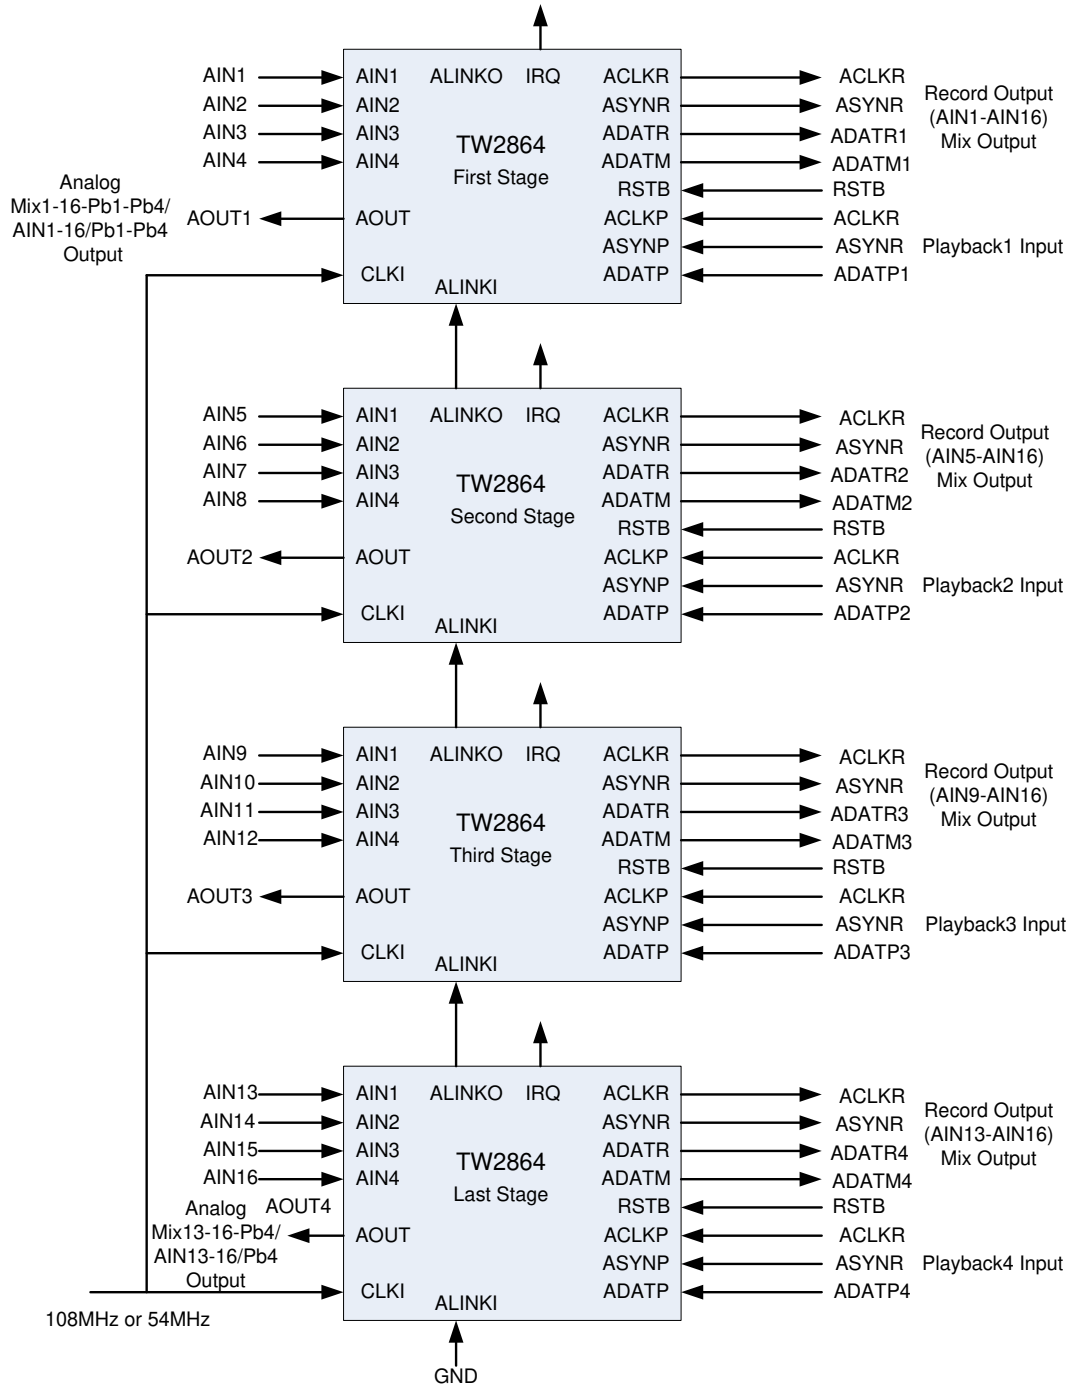 AIN1 AIN1 ALINKO IRQ ACLKR ACLKR
AIN2 AIN2 ASYNR ASYNR
AIN3 AIN3 ADATR ADATR1
AIN4 AIN4 ADATM ADATM1
TW2864
First Stage
Record Output
(AIN1-AIN16)
Mix Output
Analog
Mix1-16-Pb1-Pb4/
AIN1-16/Pb1-Pb4
Output
RSTB RSTB
AOUT1 AOUT ACLKP ACLKR
ASYNP ASYNR Playback1 Input
CLKI ADATP ADATP1
ALINKI
AIN5 AIN1 ALINKO IRQ ACLKR ACLKR
AIN6 AIN2 ASYNR ASYNR
AIN7 AIN3 ADATR ADATR2
AIN8 AIN4 ADATM ADATM2
TW2864
Second Stage
Record Output
(AIN5-AIN16)
Mix Output
RSTB RSTB
AOUT2 AOUT ACLKP ACLKR
ASYNP ASYNR Playback2 Input
CLKI ADATP ADATP2
ALINKI
AIN9 AIN1 ALINKO IRQ ACLKR ACLKR
AIN10 AIN2 ASYNR ASYNR
AIN11 AIN3 ADATR ADATR3
AIN12 AIN4 ADATM ADATM3
TW2864
Third Stage
Record Output
(AIN9-AIN16)
Mix Output
RSTB RSTB
AOUT3 AOUT ACLKP ACLKR
ASYNP ASYNR Playback3 Input
CLKI ADATP ADATP3
ALINKI
AIN13 AIN1 ALINKO IRQ ACLKR ACLKR
AIN14 AIN2 ASYNR ASYNR
AIN15 AIN3 ADATR ADATR4
AIN16 AIN4 ADATM ADATM4
TW2864
Last Stage
Record Output
(AIN13-AIN16)
Mix Output
Analog
Mix13-16-Pb4/
AIN13-16/Pb4
Output
RSTB RSTB
AOUT4 AOUT ACLKP ACLKR
ASYNP ASYNR Playback4 Input
CLKI ADATP ADATP4
ALINKI
108MHz or 54MHz
GND